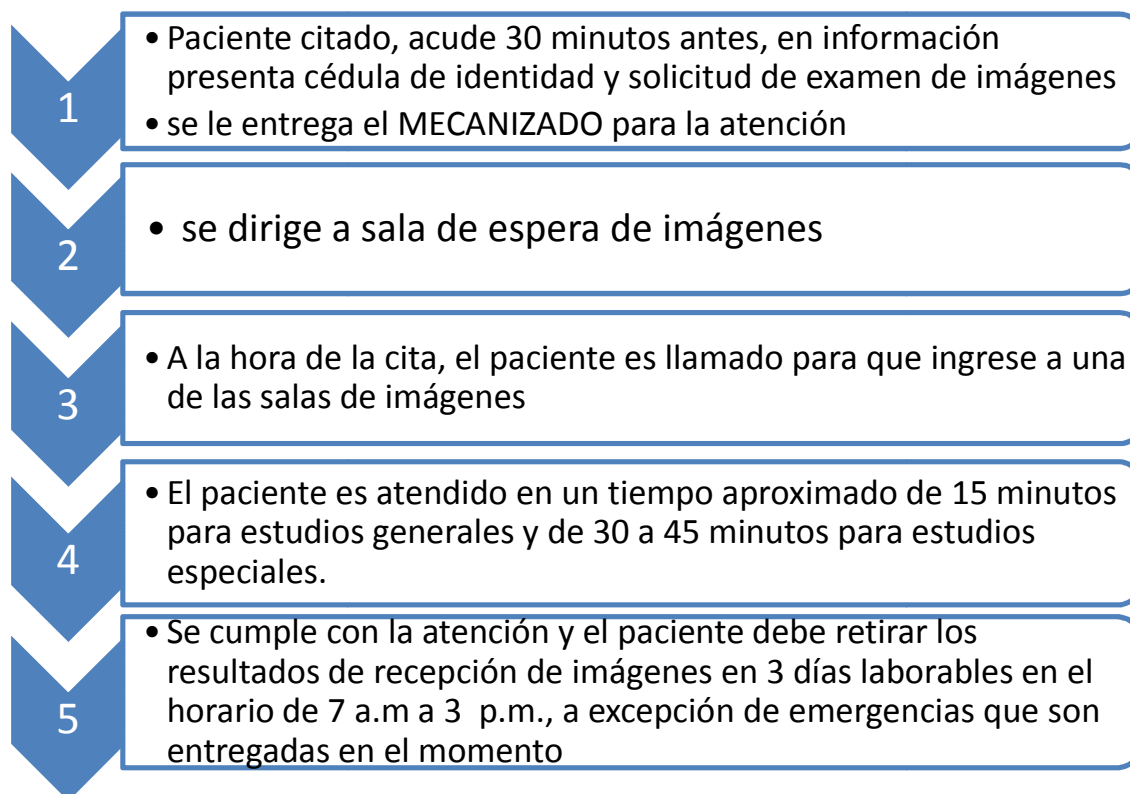 1
• Paciente citado, acude 30 minutos antes, en información
presenta cédula de identidad y solicitud de examen de imágenes
• se le entrega el MECANIZADO para la atención
2
• se dirige a sala de espera de imágenes
3
• A la hora de la cita, el paciente es llamado para que ingrese a una
de las salas de imágenes
4
• El paciente es atendido en un tiempo aproximado de 15 minutos
para estudios generales y de 30 a 45 minutos para estudios
especiales.
5
• Se cumple con la atención y el paciente debe retirar los
resultados de recepción de imágenes en 3 días laborables en el
horario de 7 a.m a 3 p.m., a excepción de emergencias que son
entregadas en el momento